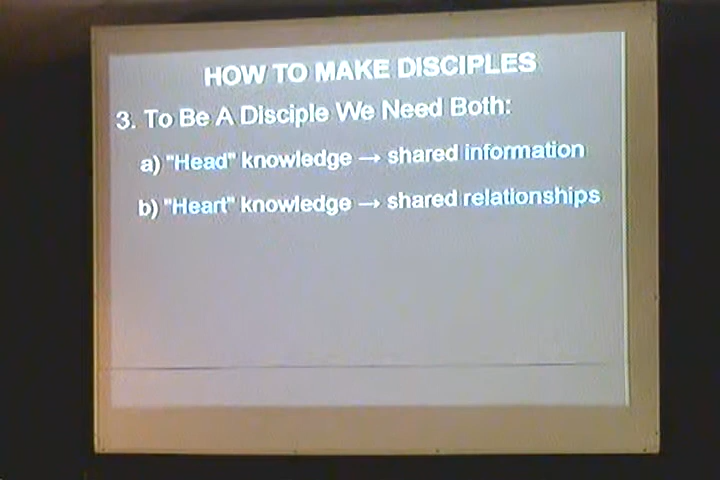 HOW TO MAKE DISCIPLES
3. To Be A Disciple We Need Both:
a) "Head" knowledge → shared information
b) "Heart" knowledge → shared relationships